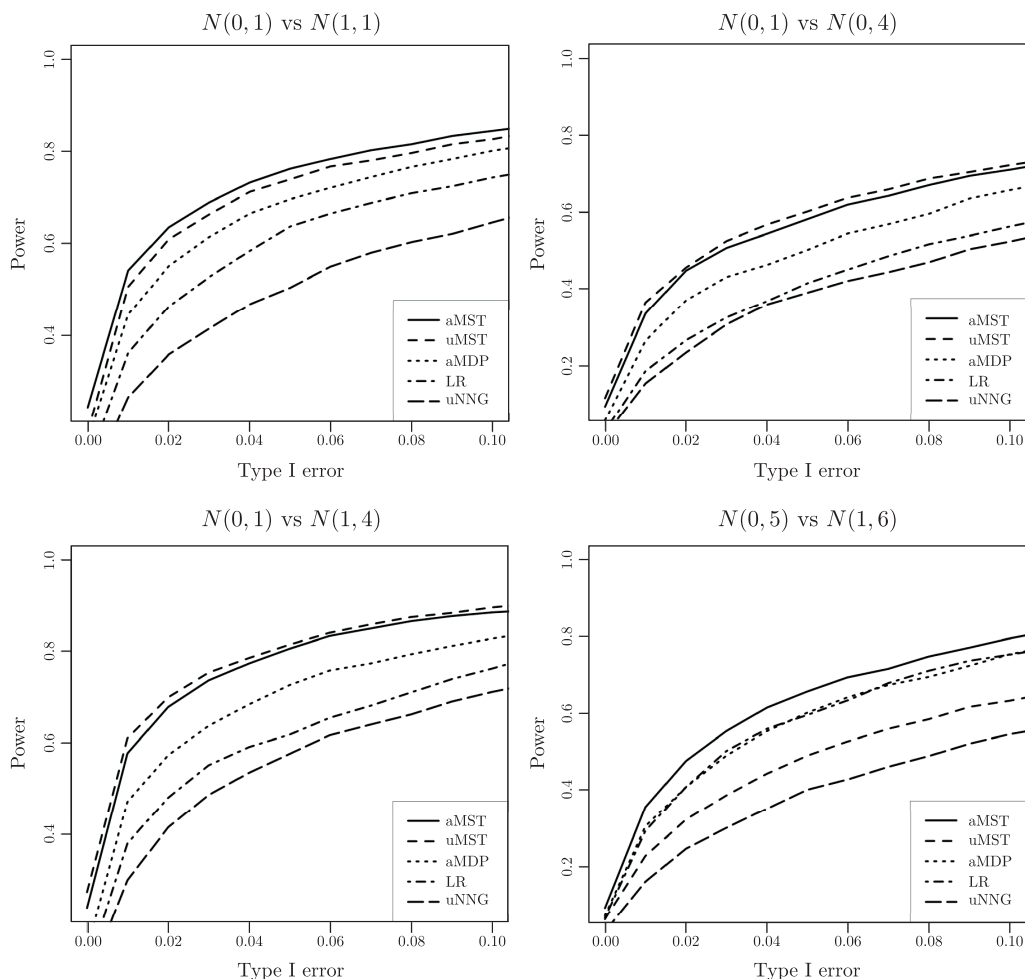 N(0, 1) vs N(1, 1)
Power
1.0
0.8
0.6
0.4
aMST
uMST
aMDP
LR
uNNG
0.00 0.02 0.04 0.06 0.08 0.10
Type I error
N(0, 1) vs N(0, 4)
Power
1.0
0.8
0.6
0.4
0.2
aMST
uMST
aMDP
LR
uNNG
0.00 0.02 0.04 0.06 0.08 0.10
Type I error
N(0, 1) vs N(1, 4)
Power
1.0
0.8
0.6
0.4
aMST
uMST
aMDP
LR
uNNG
0.00 0.02 0.04 0.06 0.08 0.10
Type I error
N(0, 5) vs N(1, 6)
Power
1.0
0.8
0.6
0.4
0.2
aMST
uMST
aMDP
LR
uNNG
0.00 0.02 0.04 0.06 0.08 0.10
Type I error